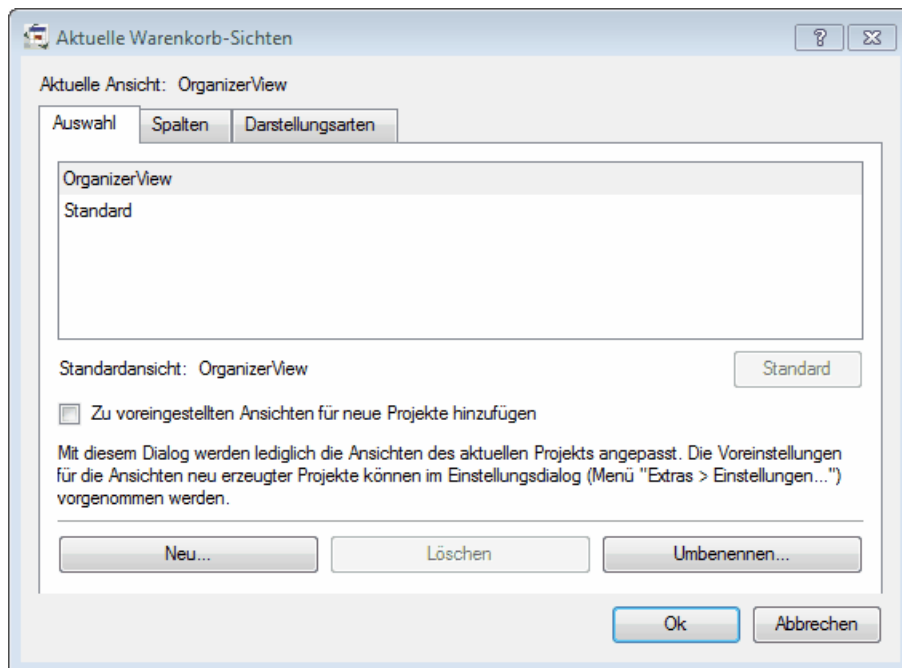 Aktuelle Warenkorb-Sichten
Aktuelle Ansicht: OrganizerView
Auswahl Spalten Darstellungsarten
OrganizerView
Standard
Standardansicht: OrganizerView Standard
Zu voreingestellten Ansichten für neue Projekte hinzufügen
Mit diesem Dialog werden lediglich die Ansichten des aktuellen Projekts angepasst. Die Voreinstellungen
für die Ansichten neu erzeugter Projekte können im Einstellungsdialog (Menü "Extras > Einstellungen...")
vorgenommen werden.
Neu... Löschen Umbenennen...
Ok Abbrechen